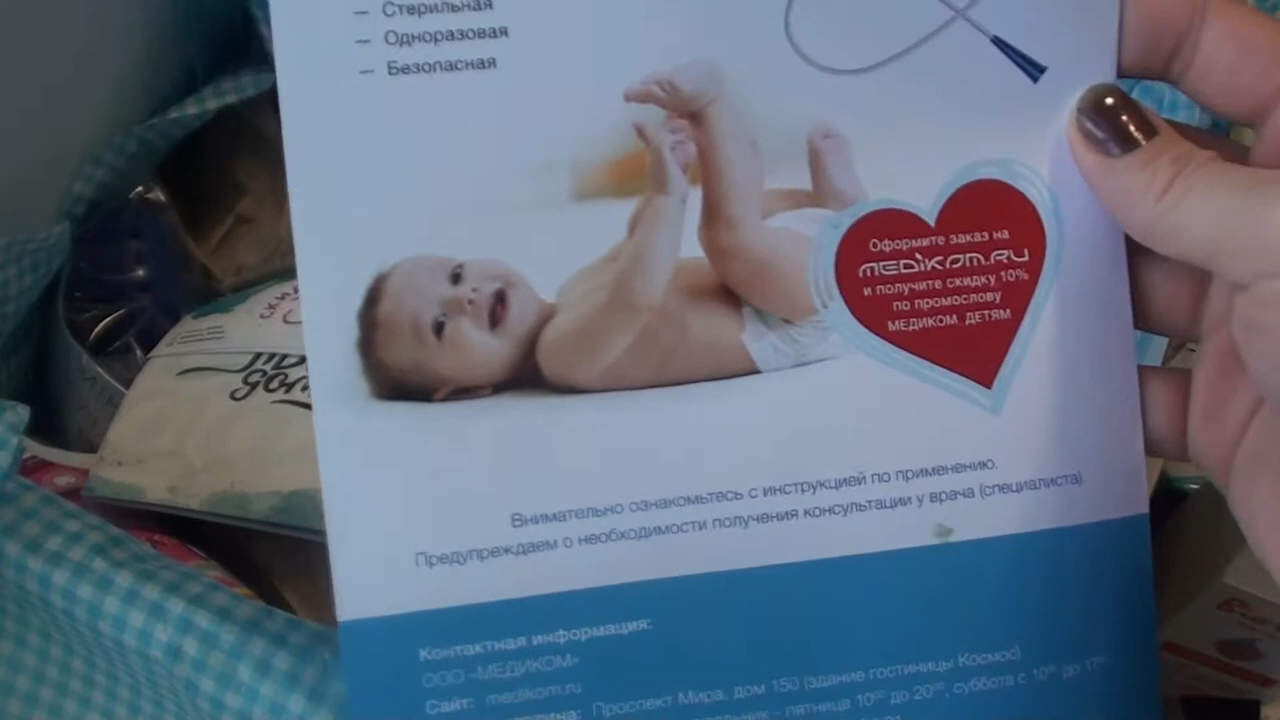 — Стерильная
— Одноразовая
— Безопасная
Оформите заказ на
MEDIKOM.RU
и получите скидку 10%
по промослову
МЕДИКОМ_ДЕТЯМ
Внимательно ознакомьтесь с инструкцией по применению.
Предупреждаем о необходимости получения консультации у врача (специалиста)
Контактная информация:
ООО «МЕДИКОМ»
Сайт: medikom.ru
Проспект Мира, дом 150 (здание гостиницы Космос)
пятница 10⁰⁰ до 20⁰⁰, суббота с 10⁰⁰ до 17⁰⁰